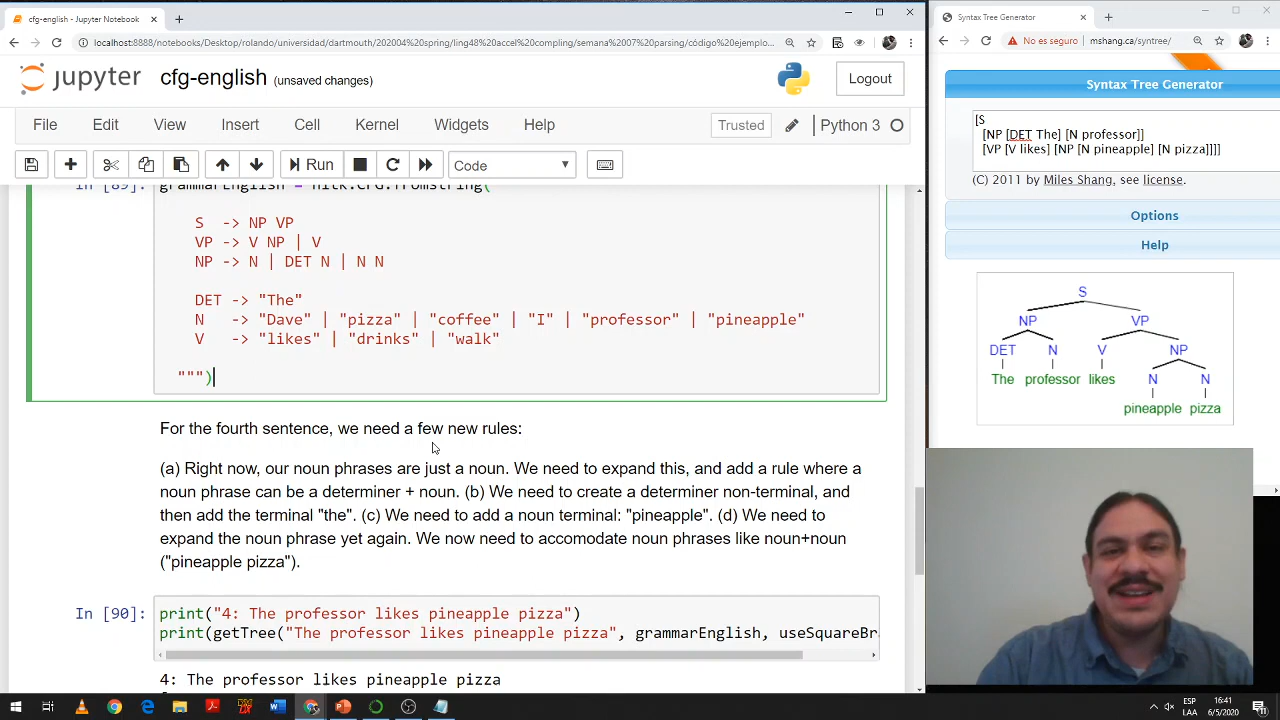 cfg-english - Jupyter Notebook
localhost:8888/notebooks/Desktop/rolando/universidad/dartmouth/202004%20spring/ling48%20accel%20compling/semana%2007%20parsing/código%20ejemplo...
jupyter cfg-english (unsaved changes)
Logout
File Edit View Insert Cell Kernel Widgets Help
Trusted Python 3
Run Code
In [89]: grammarEnglish = nltk.CFG.fromstring(
S -> NP VP
VP -> V NP | V
NP -> N | DET N | N N
DET -> "The"
N -> "Dave" | "pizza" | "coffee" | "I" | "professor" | "pineapple"
V -> "likes" | "drinks" | "walk"
""")
For the fourth sentence, we need a few new rules:
(a) Right now, our noun phrases are just a noun. We need to expand this, and add a rule where a
noun phrase can be a determiner + noun. (b) We need to create a determiner non-terminal, and
then add the terminal "the". (c) We need to add a noun terminal: "pineapple". (d) We need to
expand the noun phrase yet again. We now need to accomodate noun phrases like noun+noun
("pineapple pizza").
In [90]: print("4: The professor likes pineapple pizza")
print(getTree("The professor likes pineapple pizza", grammarEnglish, useSquareBr
4: The professor likes pineapple pizza
Syntax Tree Generator
No es seguro mshang.ca/syntree/
Syntax Tree Generator
[S
[NP [DET The] [N professor]]
[VP [V likes] [NP [N pineapple] [N pizza]]]]
(C) 2011 by Miles Shang, see license.
Options
Help
S
NP VP
DET N V NP
The professor likes N N
pineapple pizza
ESP 16:41
LAA 6/5/2020